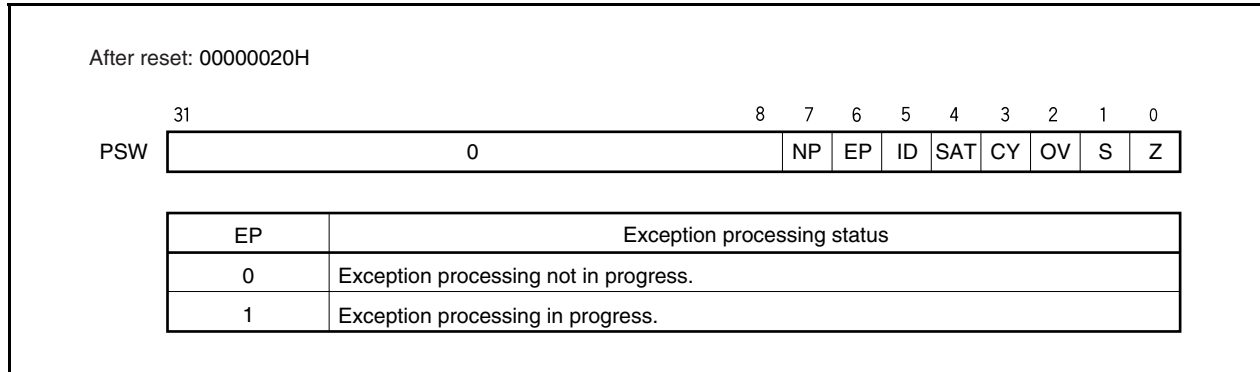 After reset: 00000020H
31 8 7 6 5 4 3 2 1 0
PSW 0 NP EP ID SAT CY OV S Z
EP Exception processing status
0 Exception processing not in progress.
1 Exception processing in progress.